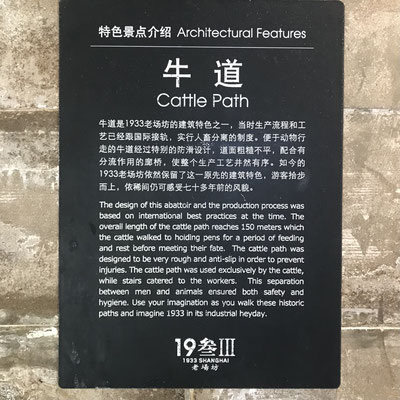 特色景点介绍 Architectural Features
牛 道
Cattle Path
牛道是1933老场坊的建筑特色之一，当时生产流程和工
艺已经跟国际接轨，实行人畜分离的制度。便于动物行
走的牛道经过特别的防滑设计，道面粗糙不平，配合有
分流作用的廊桥，使整个生产工艺井然有序。如今的
1933老场坊依然保留了这一原先的建筑特色，游客拾步
而上，依稀间仍可感受七十多年前的风貌。
The design of this abattoir and the production process was
based on international best practices at the time. The
overall length of the cattle path reaches 150 meters which
the cattle walked to holding pens for a period of feeding
and rest before meeting their fate. The cattle path was
designed to be very rough and anti-slip in order to prevent
injuries. The cattle path was used exclusively by the cattle,
while stairs catered to the workers. This separation
between men and animals ensured both safety and
hygiene. Use your imagination as you walk these historic
paths and imagine 1933 in its industrial heyday.
19叁III
1933 SHANGHAI
老場坊